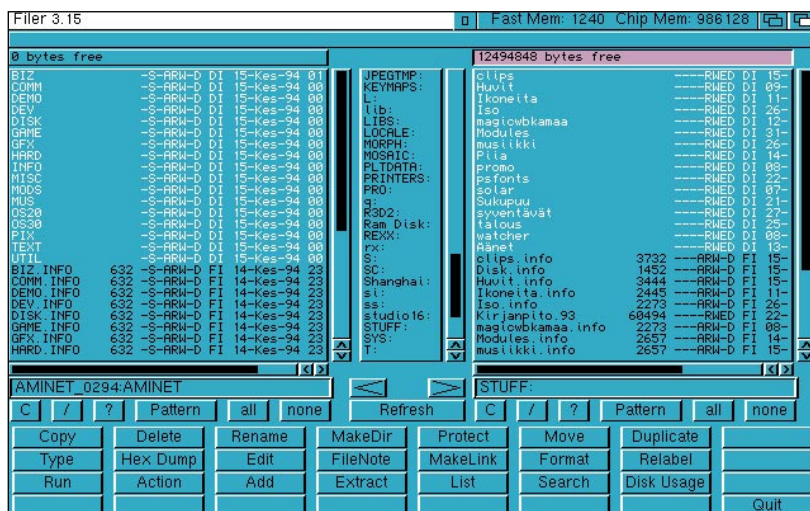 Filer 3.15
Fast Mem: 1240 Chip Mem: 986128
0 bytes free
12494848 bytes free
BIZ -S-ARW-D DI 15-Kes-94 01
COMM -S-ARW-D DI 15-Kes-94 00
DEMO -S-ARW-D DI 15-Kes-94 00
DEV -S-ARW-D DI 15-Kes-94 00
DISK -S-ARW-D DI 15-Kes-94 00
GAME -S-ARW-D DI 15-Kes-94 00
GFX -S-ARW-D DI 15-Kes-94 00
HARD -S-ARW-D DI 15-Kes-94 00
INFO -S-ARW-D DI 15-Kes-94 00
MISC -S-ARW-D DI 15-Kes-94 00
MODS -S-ARW-D DI 15-Kes-94 00
MUS -S-ARW-D DI 15-Kes-94 00
OS20 -S-ARW-D DI 15-Kes-94 00
OS30 -S-ARW-D DI 15-Kes-94 00
PIX -S-ARW-D DI 15-Kes-94 00
TEXT -S-ARW-D DI 15-Kes-94 00
UTIL -S-ARW-D DI 15-Kes-94 00
BIZ.INFO 632 -S-ARW-D FI 14-Kes-94 23
COMM.INFO 632 -S-ARW-D FI 14-Kes-94 23
DEMO.INFO 632 -S-ARW-D FI 14-Kes-94 23
DEV.INFO 632 -S-ARW-D FI 14-Kes-94 23
DISK.INFO 632 -S-ARW-D FI 14-Kes-94 23
GAME.INFO 632 -S-ARW-D FI 14-Kes-94 23
GFX.INFO 632 -S-ARW-D FI 14-Kes-94 23
HARD.INFO 632 -S-ARW-D FI 14-Kes-94 23
JPEGTMP:
KEYMAPS:
L:
lib:
LIBS:
LOCALE:
MORPH:
MOSAIC:
PLTDATA:
PRINTERS:
PRO:
q:
R3D2:
Ram Disk:
REXX:
rx:
S:
SC:
Shanghai:
si:
ss:
studio16:
STUFF:
SYS:
T:
clips ----RWED DI 15-
Huvit ----RWED DI 09-
Ikoneita ----RWED DI 11-
Iso ----RWED DI 26-
magicwbkamaa ----RWED DI 12-
Modules ----RWED DI 31-
musiikki ----RWED DI 26-
Piia ----RWED DI 14-
promo ----RWED DI 08-
psfonts ----RWED DI 22-
solar ----RWED DI 07-
Sukupuu ----RWED DI 21-
syventävät ----RWED DI 27-
talous ----RWED DI 25-
watcher ----RWED DI 08-
Äänet ----RWED DI 13-
clips.info 3732 ---ARW-D FI 15-
Disk.info 1452 ---ARW-D FI 15-
Huvit.info 3444 ---ARW-D FI 15-
Ikoneita.info 2445 ---ARW-D FI 11-
Iso.info 2273 ---ARW-D FI 26-
Kirjanpito.93 60494 ----RWED FI 22-
magicwbkamaa.info 2273 ---ARW-D FI 08-
Modules.info 2657 ---ARW-D FI 14-
musiikki.info 2657 ---ARW-D FI 15-
AMINET_0294:AMINET
STUFF:
C / ? Pattern all none Refresh C / ? Pattern all none
Copy Delete Rename MakeDir Protect Move Duplicate
Type Hex Dump Edit FileNote MakeLink Format Relabel
Run Action Add Extract List Search Disk Usage
Quit